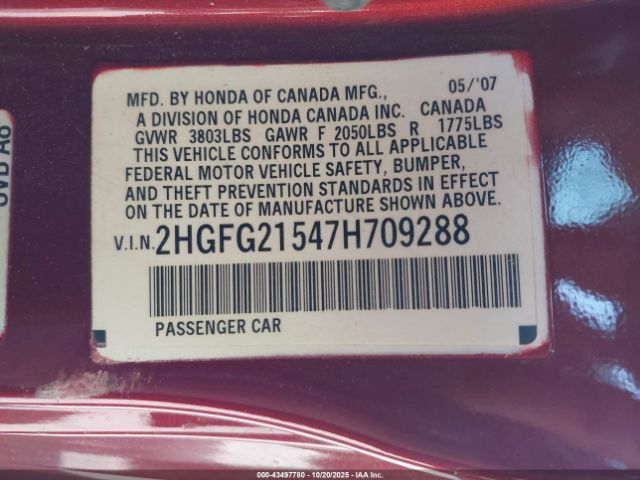 MFD. BY HONDA OF CANADA MFG., 05/'07
A DIVISION OF HONDA CANADA INC. CANADA
GVWR 3803LBS GAWR F 2050LBS R 1775LBS
THIS VEHICLE CONFORMS TO ALL APPLICABLE
FEDERAL MOTOR VEHICLE SAFETY, BUMPER,
AND THEFT PREVENTION STANDARDS IN EFFECT
ON THE DATE OF MANUFACTURE SHOWN ABOVE.
V.I.N. 2HGFG21547H709288
PASSENGER CAR
000-43497780 - 10/20/2025 - IAA Inc.